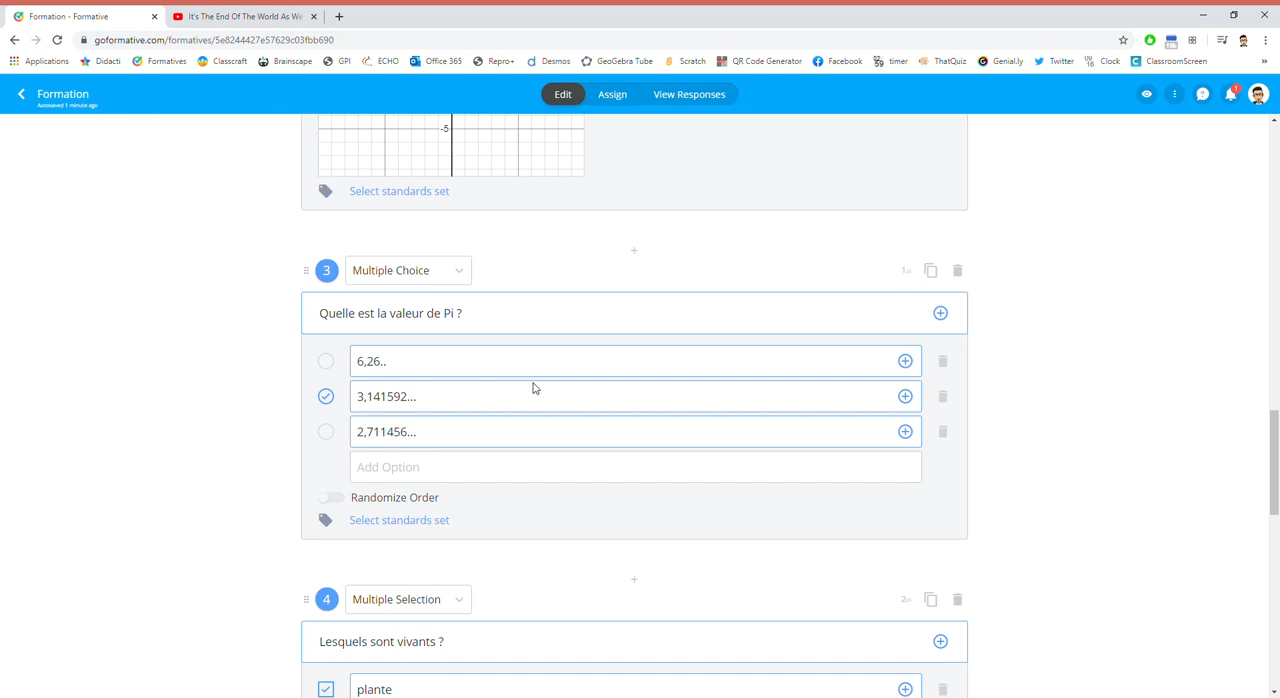 Formation - Formative
It's The End Of The World As We
goformative.com/formatives/5e8244427e57629c03fbb690
Applications Didacti Formatives Classcraft Brainscape GPI ECHO Office 365 Repro+ Desmos GeoGebra Tube Scratch QR Code Generator Facebook timer ThatQuiz Genial.ly Twitter Clock ClassroomScreen »
Formation
Autosaved 1 minute ago
Edit Assign View Responses
1
-5
Select standards set
3 Multiple Choice 1pt
Quelle est la valeur de Pi ?
6,26..
3,141592...
2,711456...
Add Option
Randomize Order
Select standards set
4 Multiple Selection 2pt
Lesquels sont vivants ?
plante